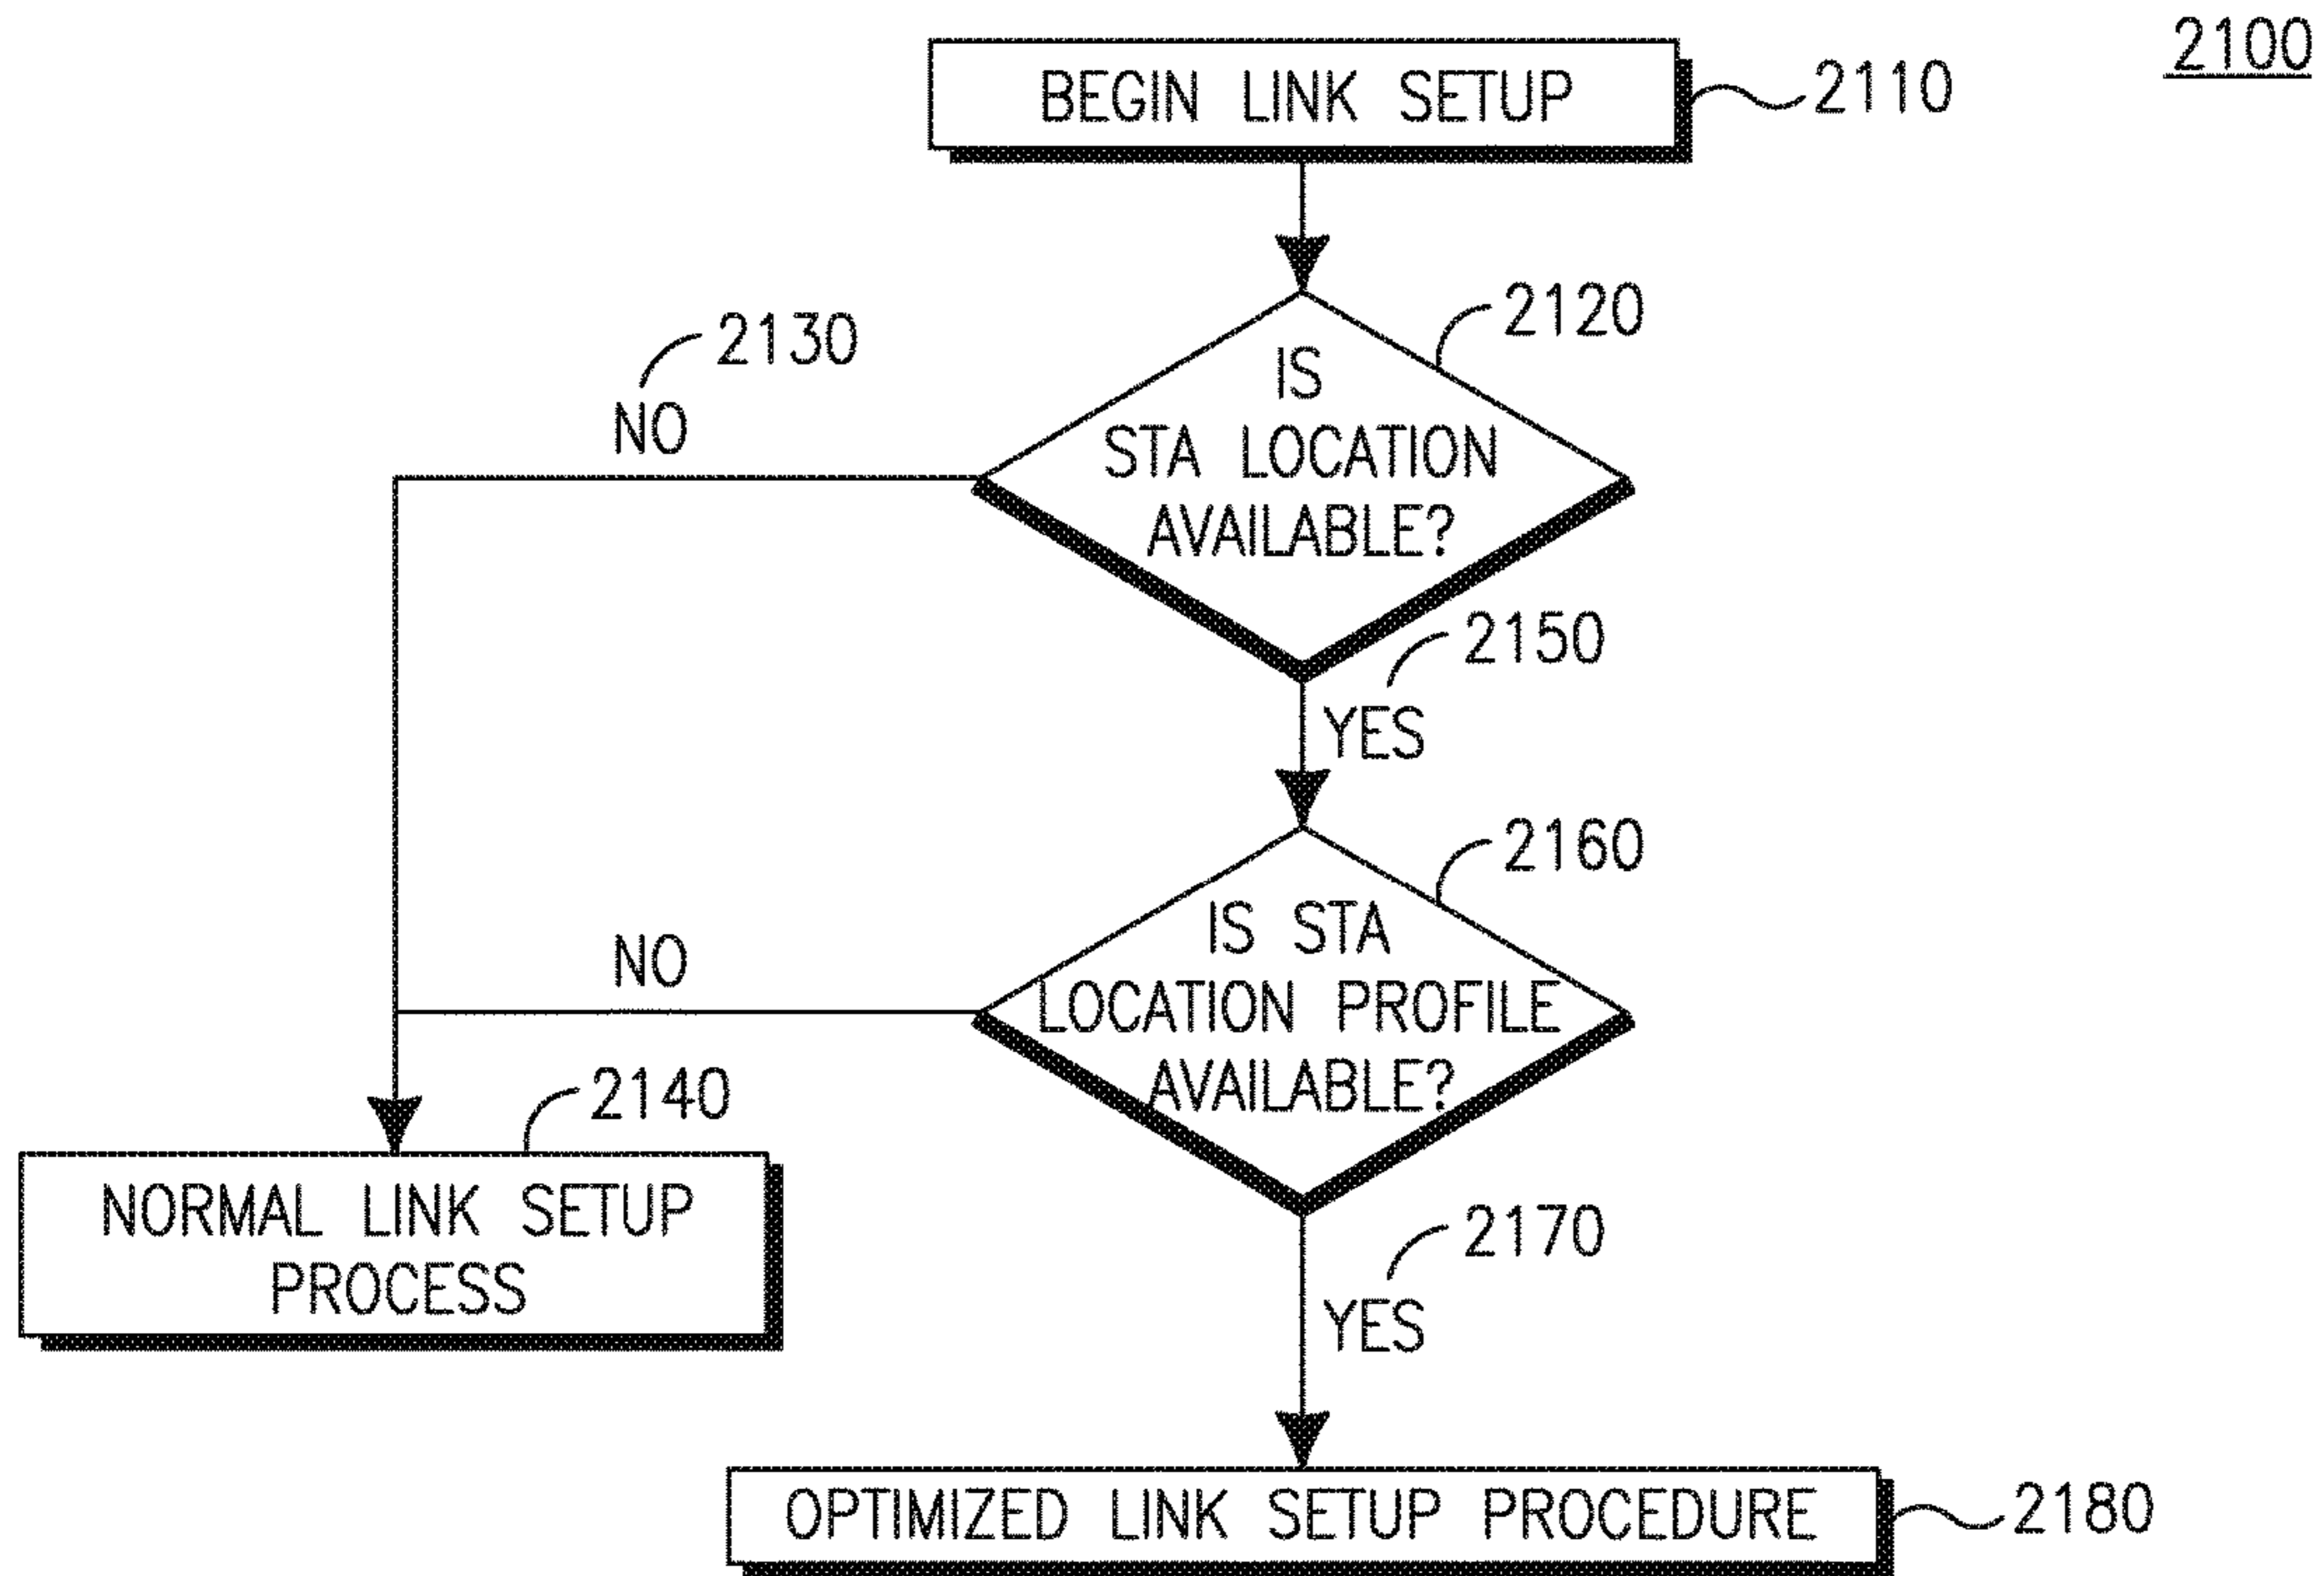 2100
BEGIN LINK SETUP
2110
2120
IS
STA LOCATION
AVAILABLE?
2130
NO
2150
YES
2160
IS STA
LOCATION PROFILE
AVAILABLE?
NO
2140
NORMAL LINK SETUP
PROCESS
2170
YES
OPTIMIZED LINK SETUP PROCEDURE
2180